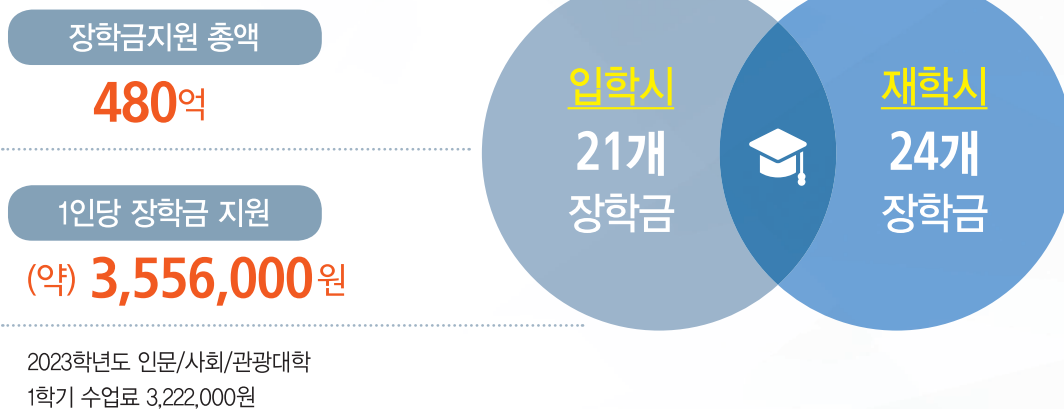 장학금지원 총액
480억
1인당 장학금 지원
(약) 3,556,000원
2023학년도 인문/사회/관광대학
1학기 수업료 3,222,000원
입학시
21개
장학금
재학시
24개
장학금